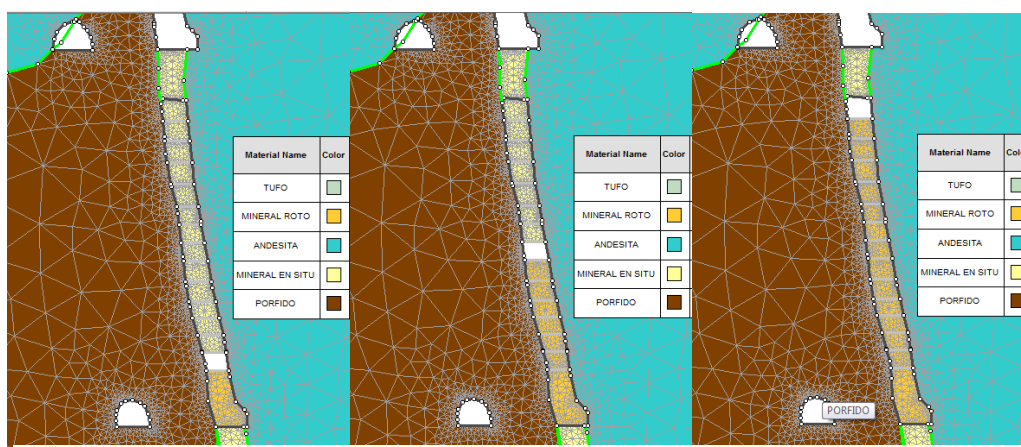 Material Name Color
TUFO
MINERAL ROTO
ANDESITA
MINERAL EN SITU
PORFIDO
Material Name Color
TUFO
MINERAL ROTO
ANDESITA
MINERAL EN SITU
PORFIDO
Material Name Colo
TUFO
MINERAL ROTO
ANDESITA
MINERAL EN SITU
PORFIDO
PORFIDO